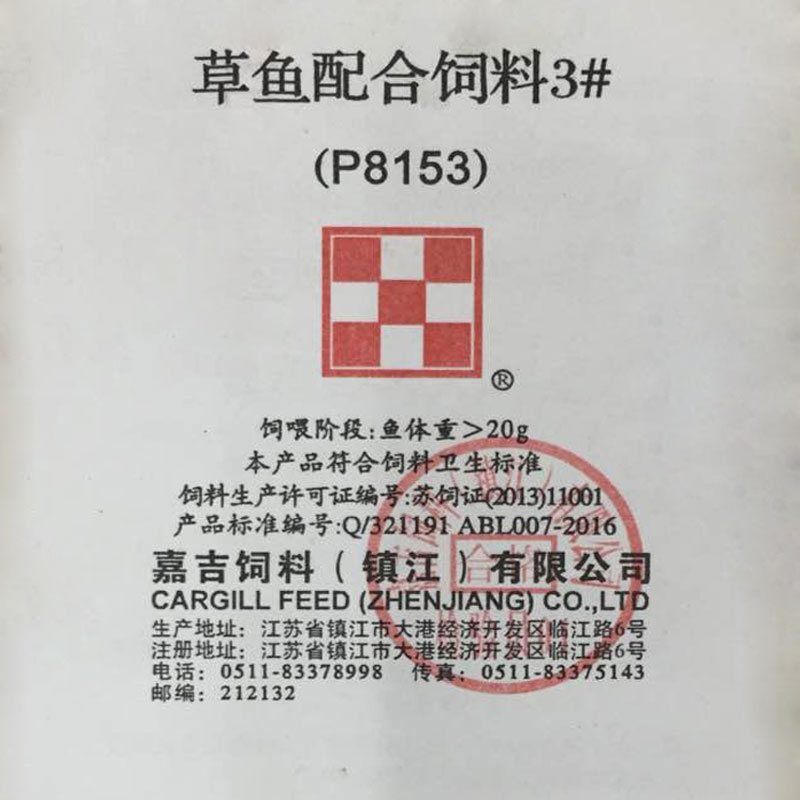 草鱼配合饲料3#
(P8153)
®
饲喂阶段:鱼体重>20g
本产品符合饲料卫生标准
饲料生产许可证编号:苏饲证(2013)11001
产品标准编号:Q/321191 ABL007-2016
嘉吉饲料(镇江)有限公司
合格
CARGILL FEED (ZHENJIANG) CO.,LTD
生产地址: 江苏省镇江市大港经济开发区临江路6号
注册地址: 江苏省镇江市大港经济开发区临江路6号
电话: 0511-83378998 传真: 0511-83375143
邮编: 212132